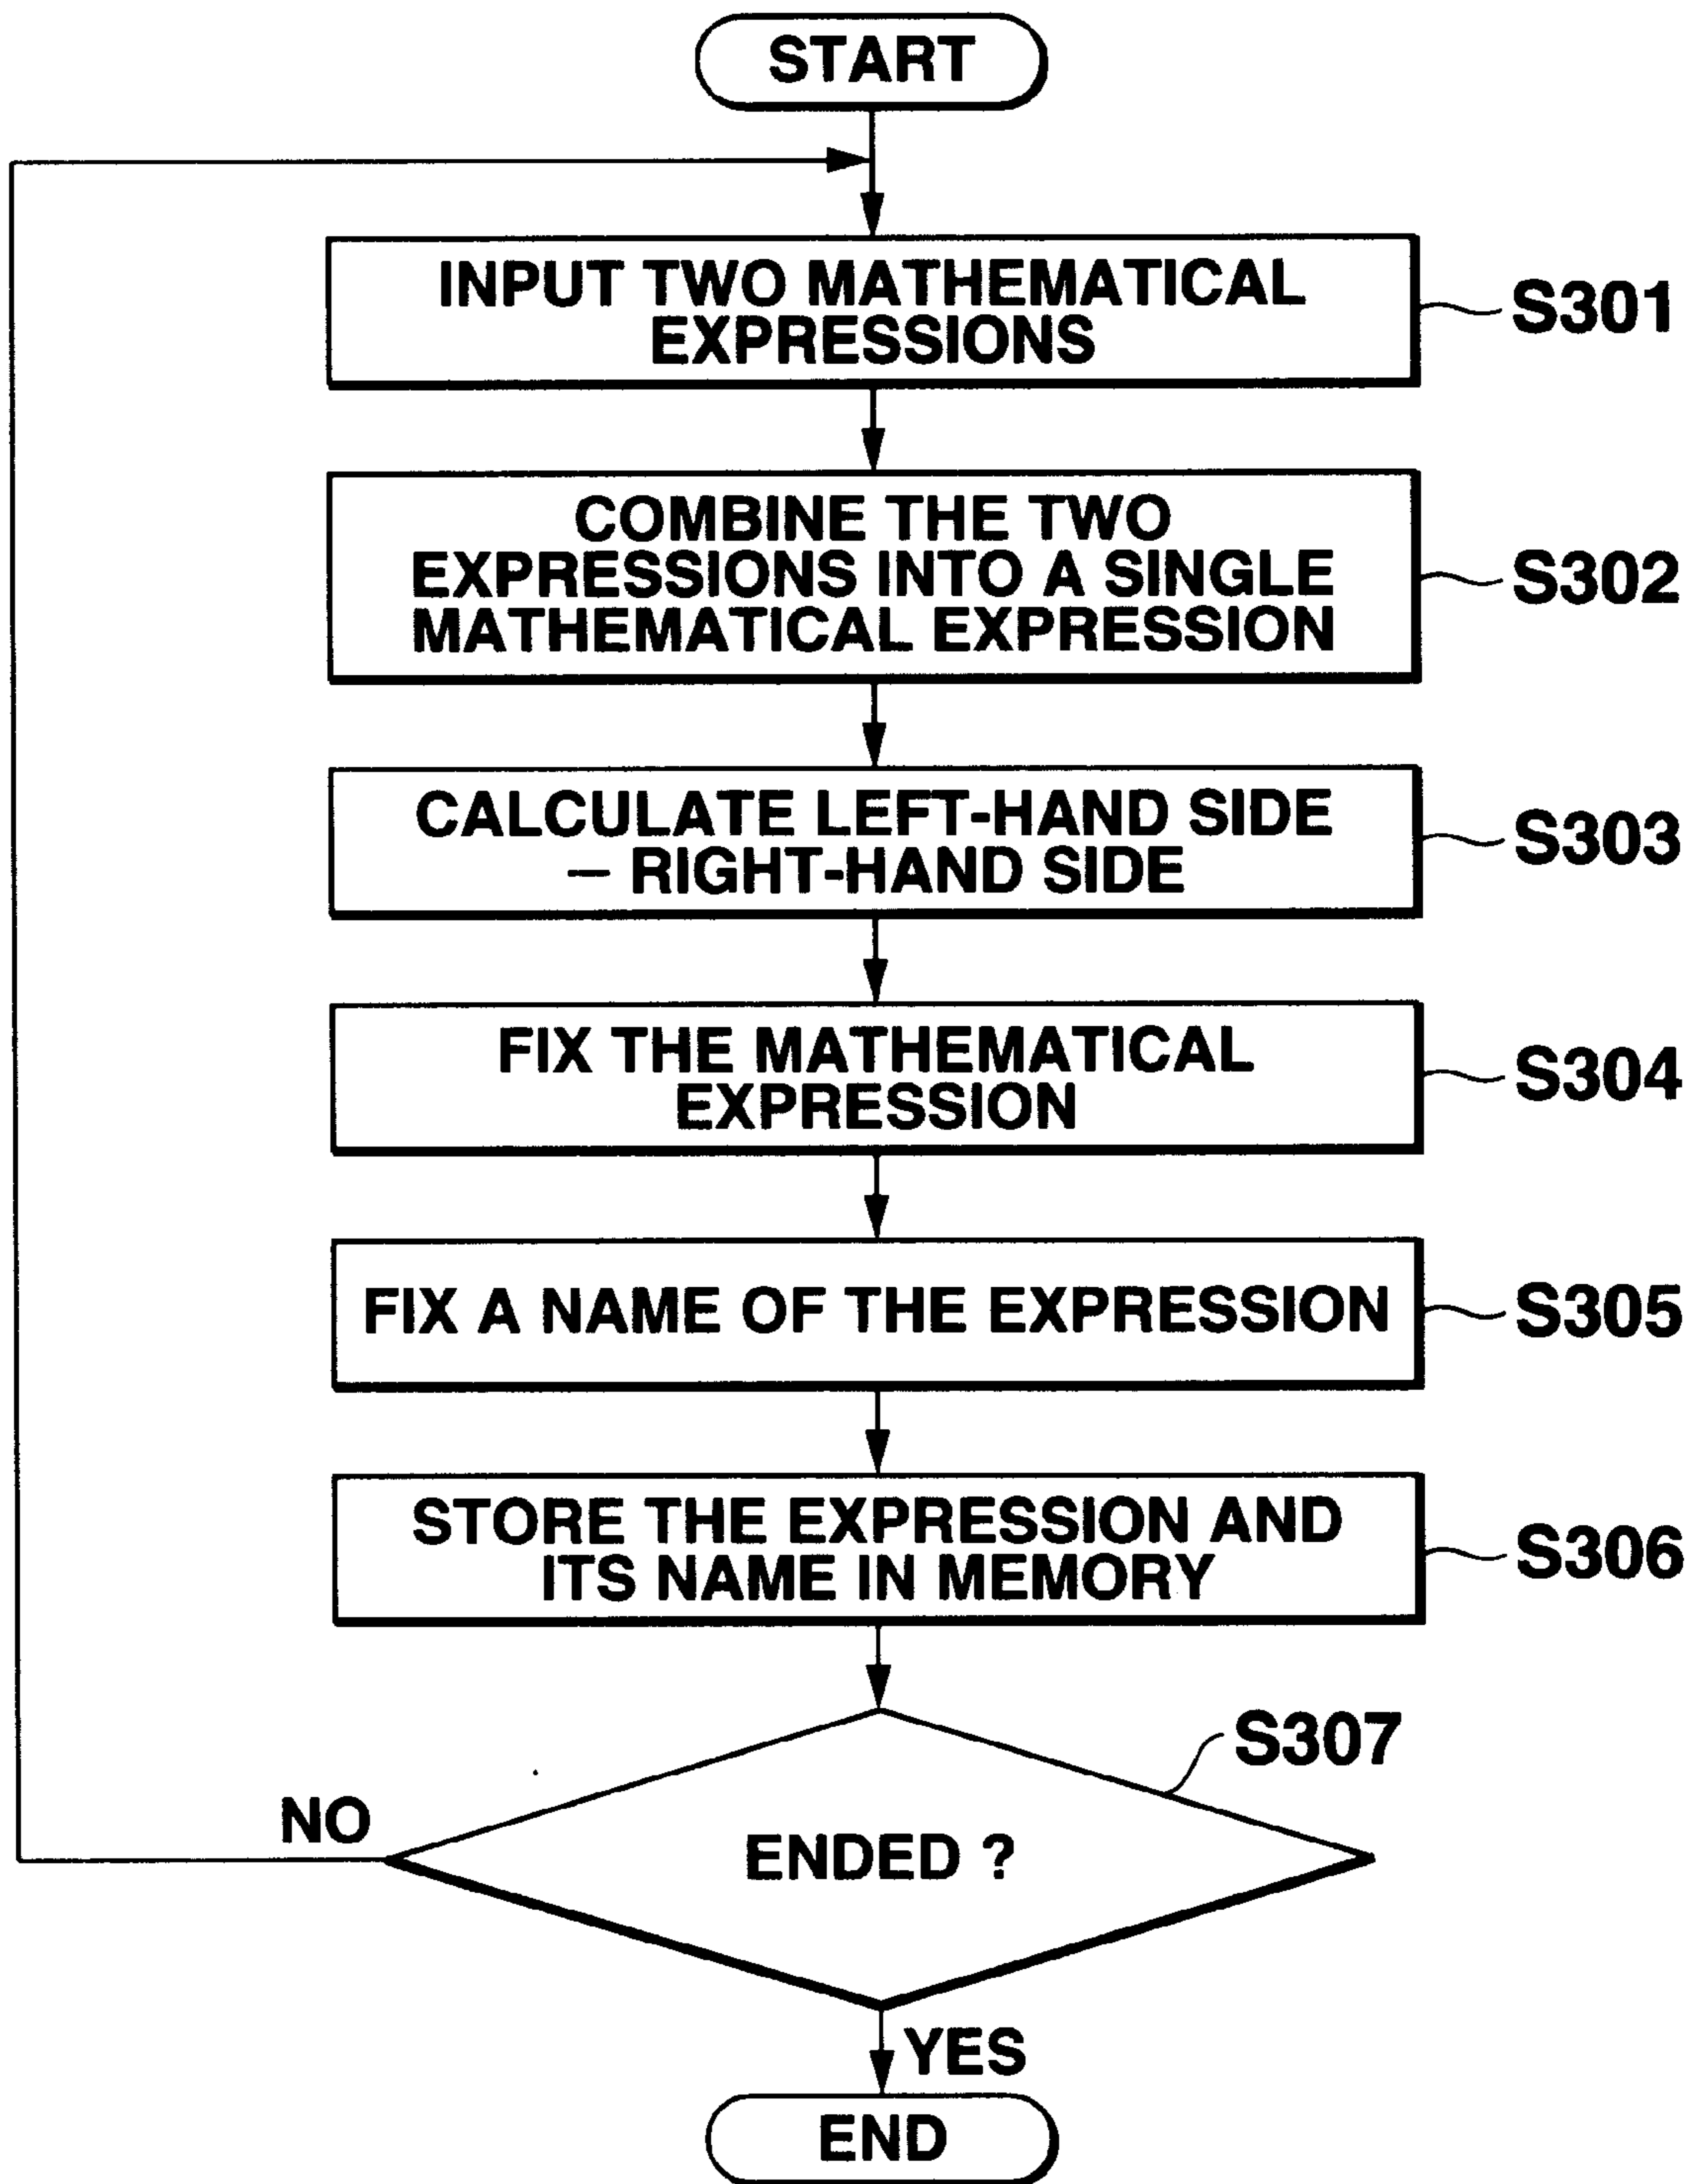 START
INPUT TWO MATHEMATICAL
EXPRESSIONS
S301
COMBINE THE TWO
EXPRESSIONS INTO A SINGLE
MATHEMATICAL EXPRESSION
S302
CALCULATE LEFT-HAND SIDE
— RIGHT-HAND SIDE
S303
FIX THE MATHEMATICAL
EXPRESSION
S304
FIX A NAME OF THE EXPRESSION
S305
STORE THE EXPRESSION AND
ITS NAME IN MEMORY
S306
S307
NO
ENDED ?
YES
END